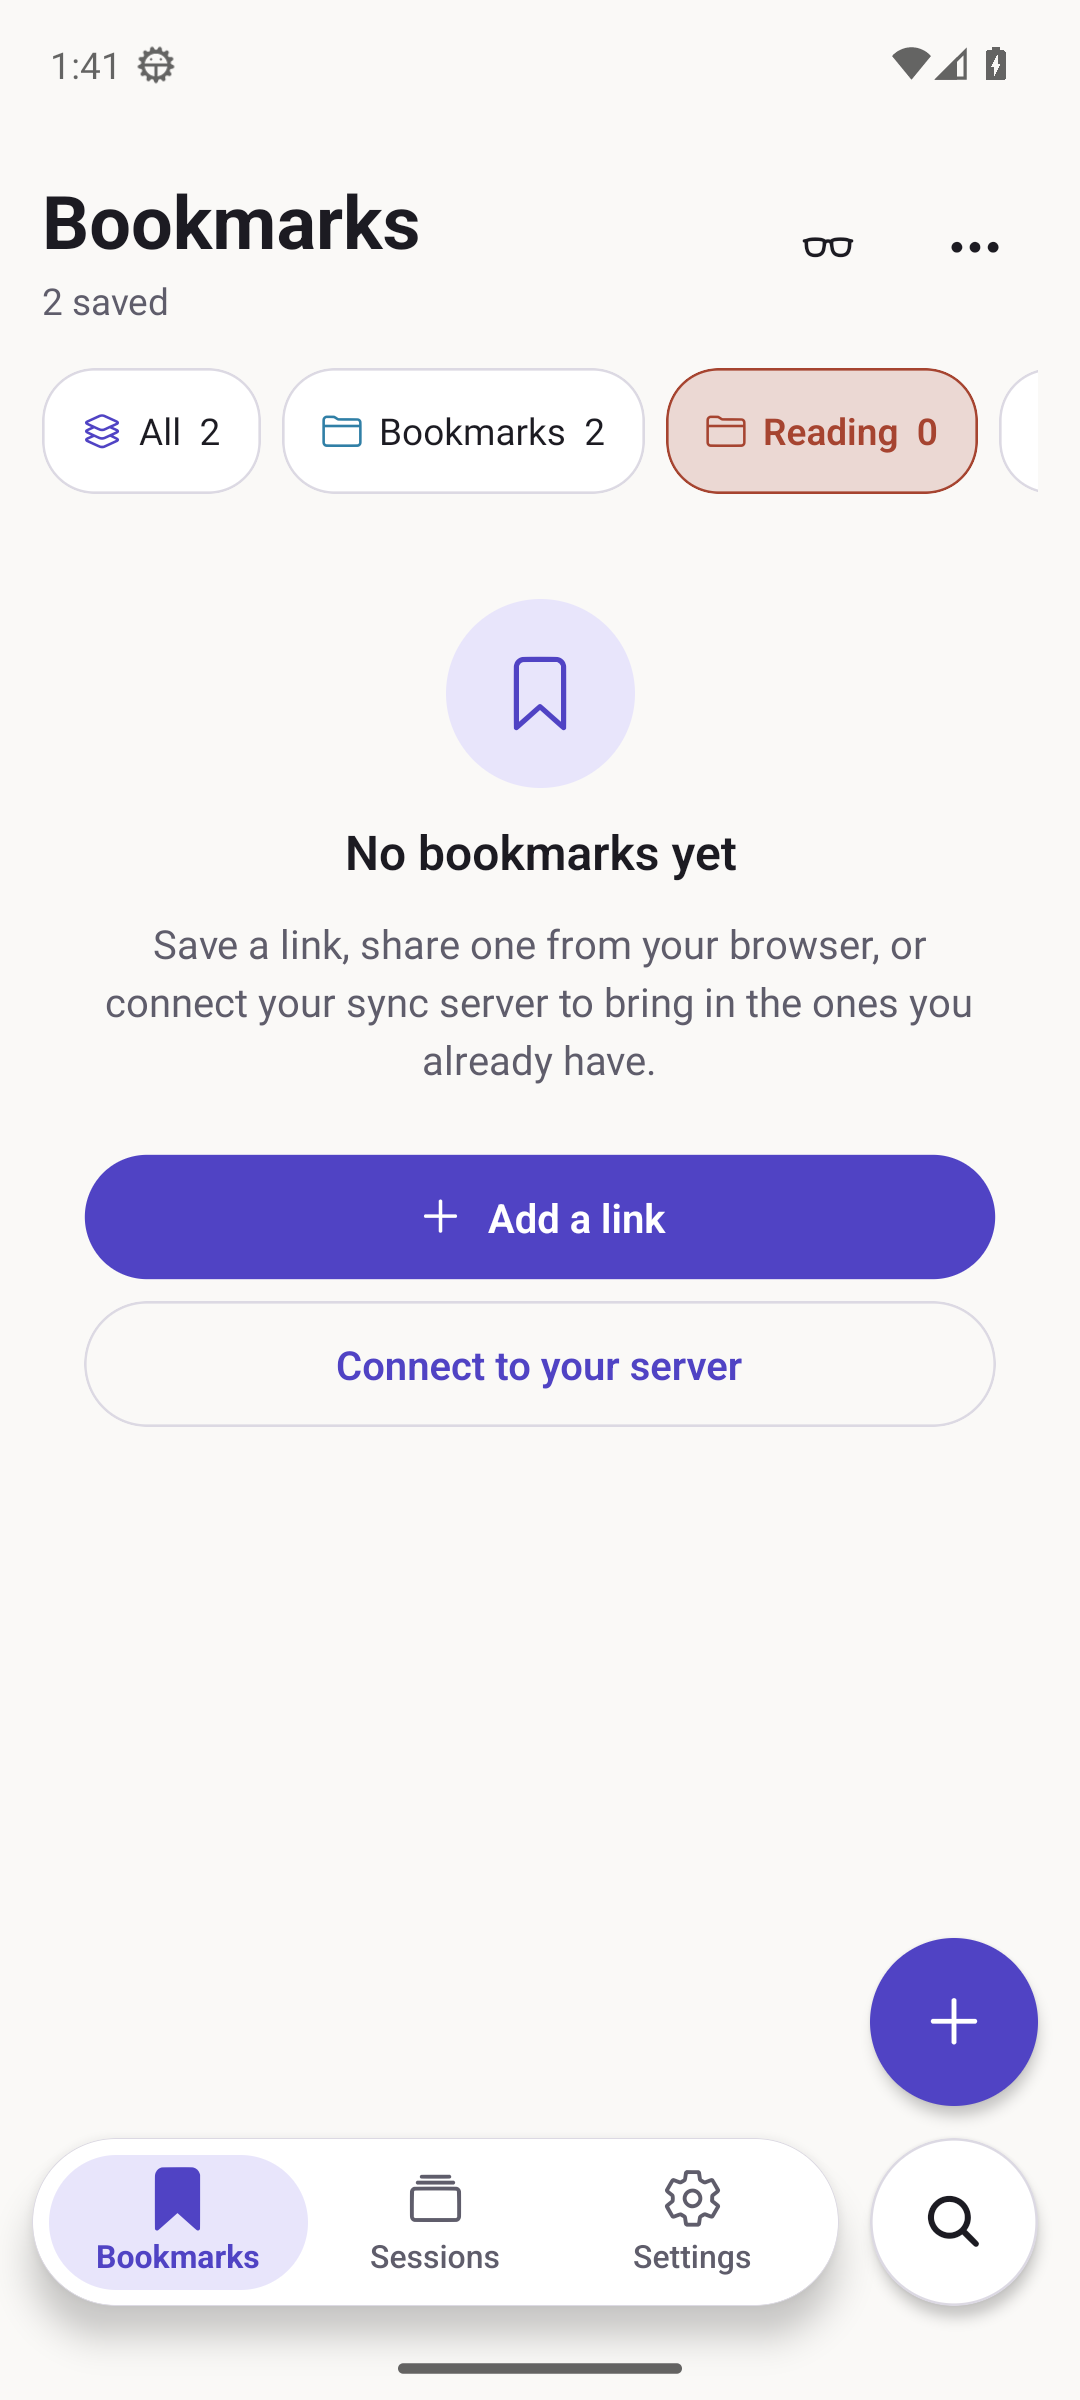 1:41
Bookmarks
2 saved
All 2
Bookmarks 2
Reading 0
No bookmarks yet
Save a link, share one from your browser, or
connect your sync server to bring in the ones you
already have.
Add a link
Connect to your server
Bookmarks
Sessions
Settings